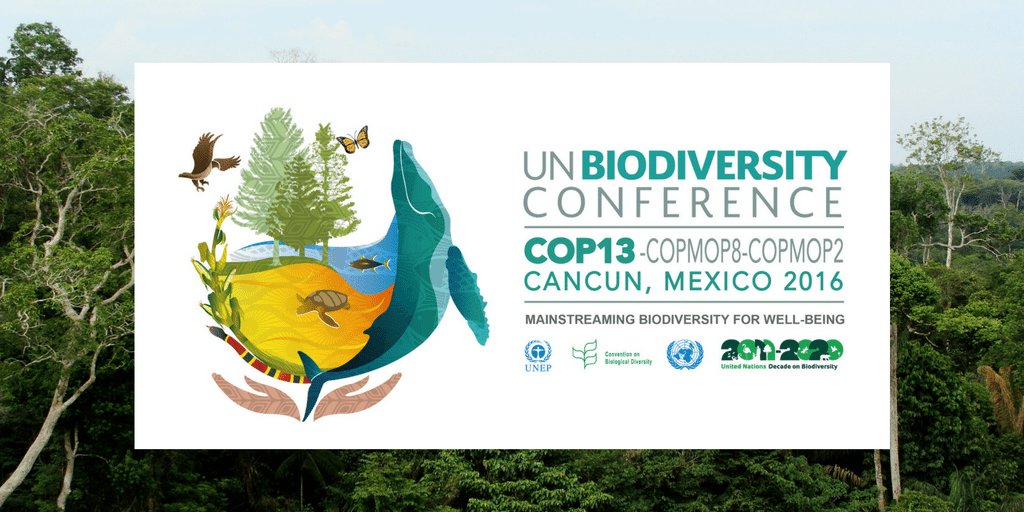 UN BIODIVERSITY
CONFERENCE
COP13-COPMOP8-COPMOP2
CANCUN, MEXICO 2016
MAINSTREAMING BIODIVERSITY FOR WELL-BEING
UNEP
Convention on
Biological Diversity
2011-2020
United Nations Decade on Biodiversity